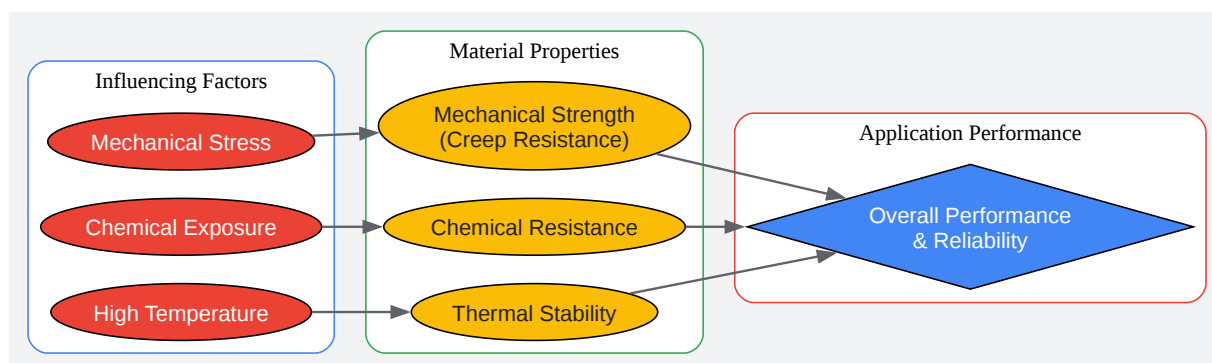 Influencing Factors
Mechanical Stress
Chemical Exposure
High Temperature
Material Properties
Mechanical Strength
(Creep Resistance)
Chemical Resistance
Thermal Stability
Application Performance
Overall Performance
& Reliability